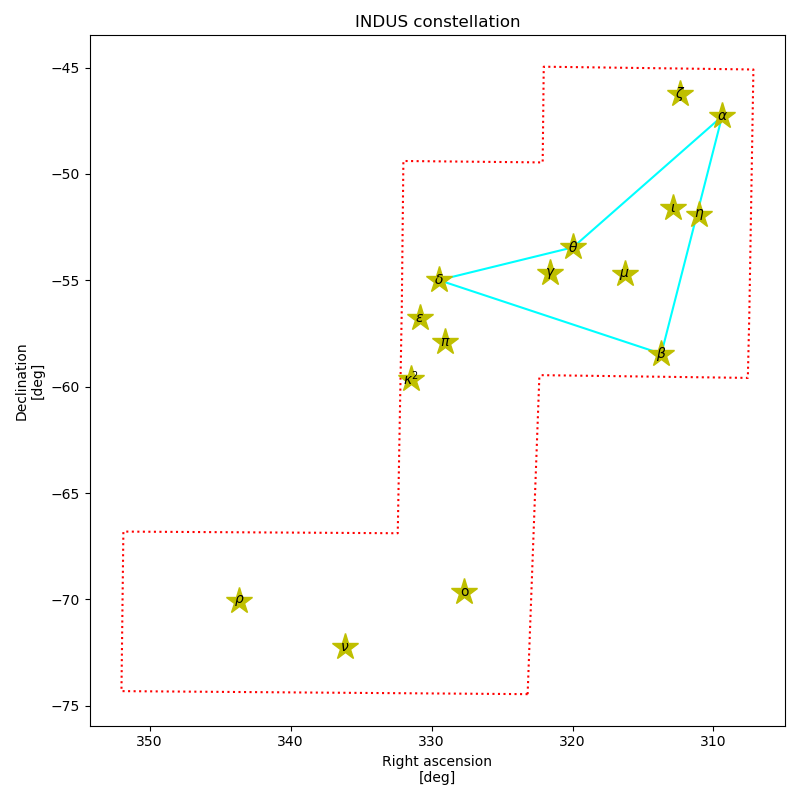 INDUS constellation
−45
−50
−55
−60
−65
−70
−75
Declination
[deg]
ζ
α
ι
η
θ
γ
μ
δ
ε
π
β
κ²
ρ
ο
ν
350
340
330
320
310
Right ascension
[deg]